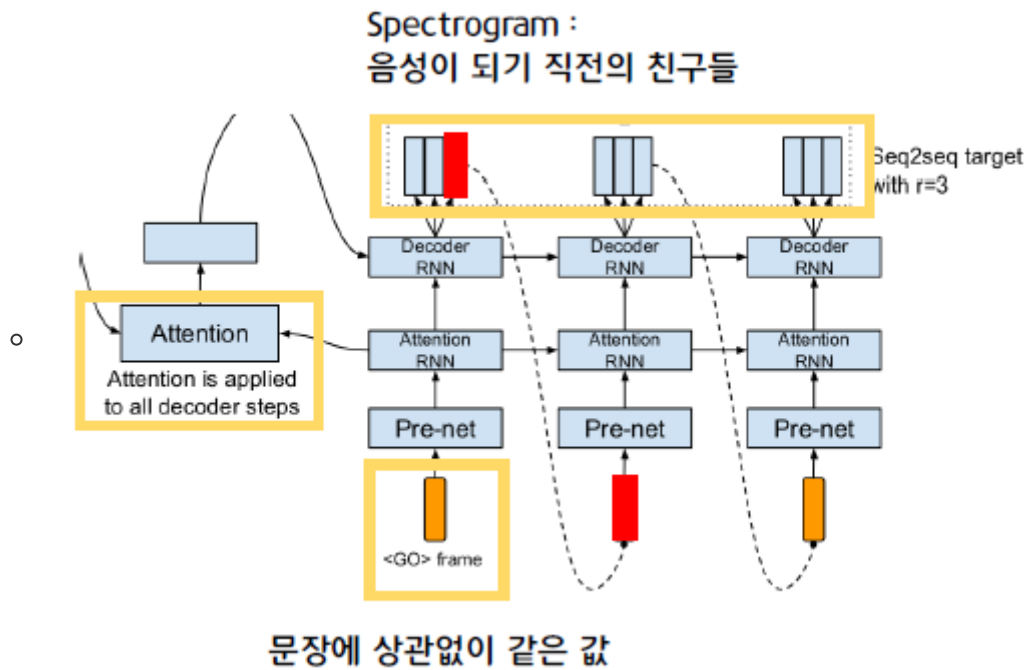 Spectrogram :
음성이 되기 직전의 친구들
Seq2seq target
with r=3
Decoder
RNN
Decoder
RNN
Decoder
RNN
Attention
Attention is applied
to all decoder steps
Attention
RNN
Attention
RNN
Attention
RNN
Pre-net
Pre-net
Pre-net
<GO> frame
문장에 상관없이 같은 값